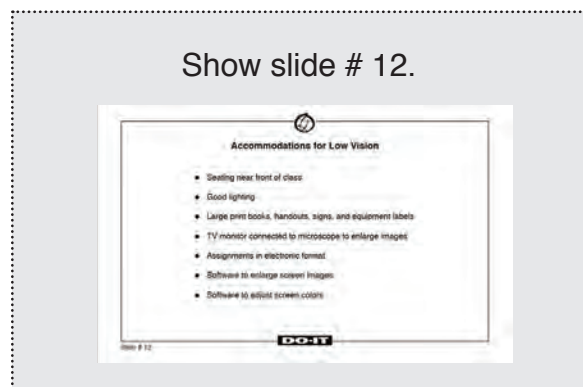 Show slide # 12.
Accommodations for Low Vision
• Seating near front of class
• Good lighting
• Large print books, handouts, signs, and equipment labels
• TV monitor connected to microscope to enlarge images
• Assignments in electronic format
• Software to enlarge screen images
• Software to adjust screen colors
DO-IT
Slide # 12